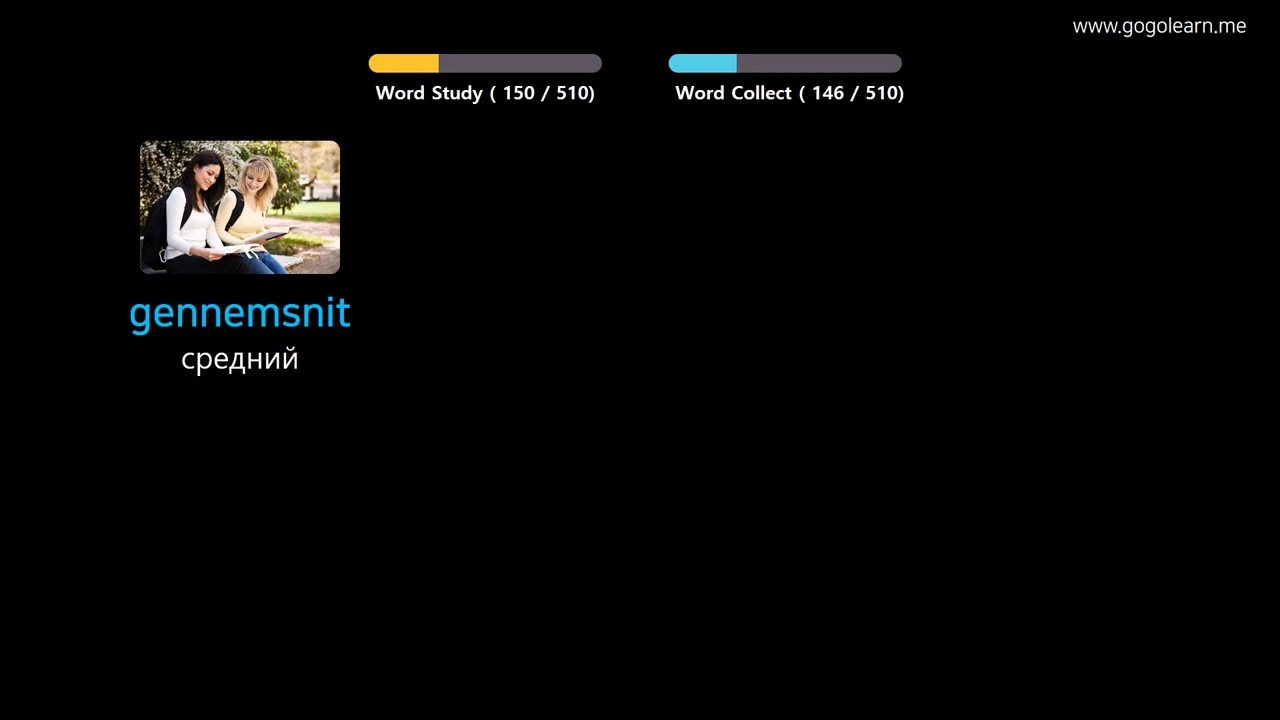 www.gogolearn.me
Word Study ( 150 / 510)
Word Collect ( 146 / 510)
gennemsnit
средний